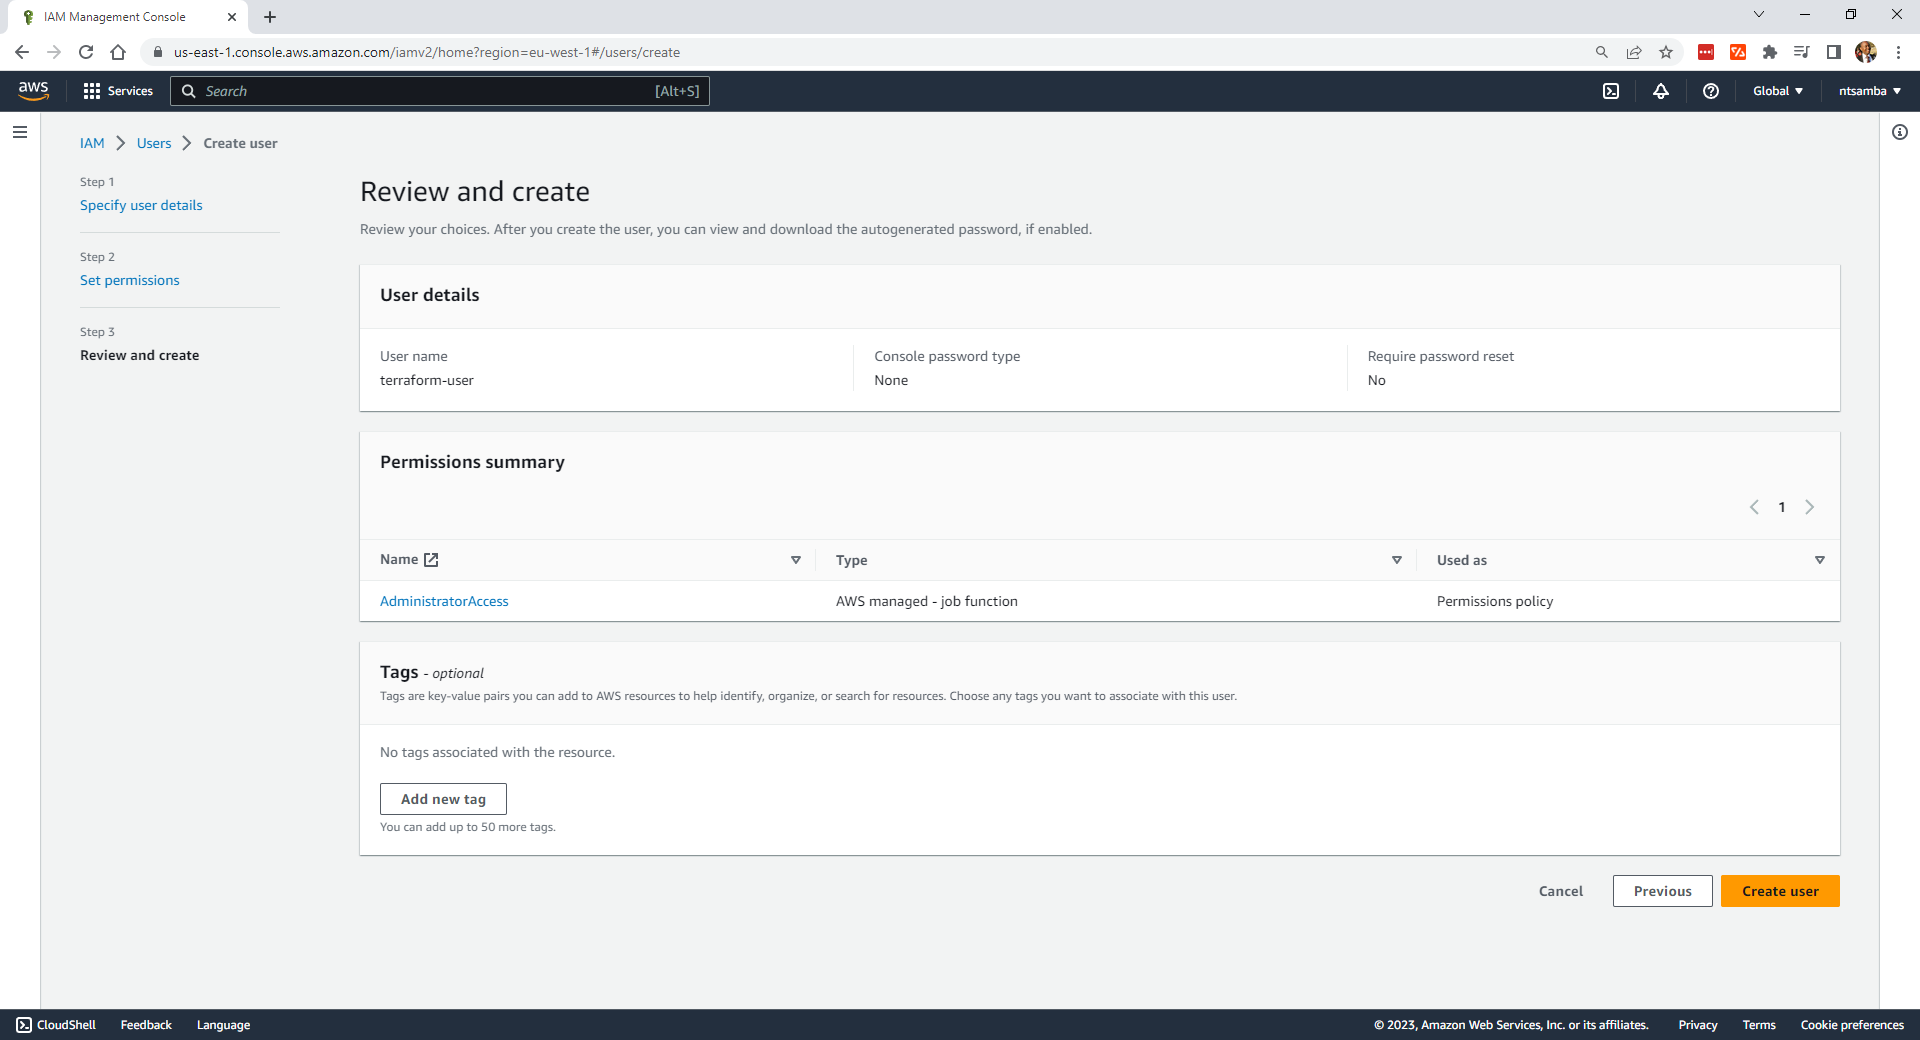 IAM Management Console
us-east-1.console.aws.amazon.com/iamv2/home?region=eu-west-1#/users/create
aws
Services
Search
[Alt+S]
Global
ntsamba
IAM
Users
Create user
Step 1
Specify user details
Step 2
Set permissions
Step 3
Review and create
Review and create
Review your choices. After you create the user, you can view and download the autogenerated password, if enabled.
User details
User name
terraform-user
Console password type
None
Require password reset
No
Permissions summary
1
Name
Type
Used as
AdministratorAccess
AWS managed - job function
Permissions policy
Tags - optional
Tags are key-value pairs you can add to AWS resources to help identify, organize, or search for resources. Choose any tags you want to associate with this user.
No tags associated with the resource.
Add new tag
You can add up to 50 more tags.
Cancel
Previous
Create user
CloudShell
Feedback
Language
© 2023, Amazon Web Services, Inc. or its affiliates.
Privacy
Terms
Cookie preferences